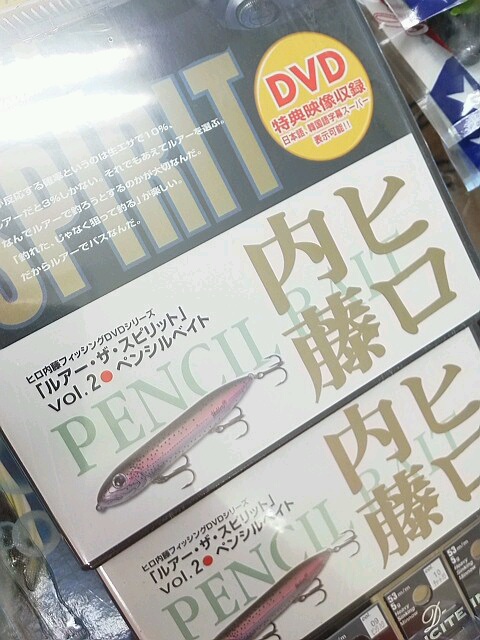 SPIRIT
DVD
特典映像収録
日本語、韓国語字幕スーパー
表示可能!!
が反応する確率というのは生エサで10%、
ルアーだと3%しかない。それでもあえてルアーを選ぶ。
なんでルアーで釣ろうとするのかが大切なんだ。
「釣れた」じゃなく狙って釣る」が楽しい。
だからルアーでバスなんだ。
ヒロ内藤
ヒロ内藤フィッシングDVDシリーズ
「ルアー・ザ・スピリット」
vol.2●ペンシルベイト
PENCIL BAIT
ヒロ内藤
ヒロ内藤フィッシングDVDシリーズ
「ルアー・ザ・スピリット」
vol.2●ペンシルベイト
PENCIL BAIT
53mm
5g
53mm
5g